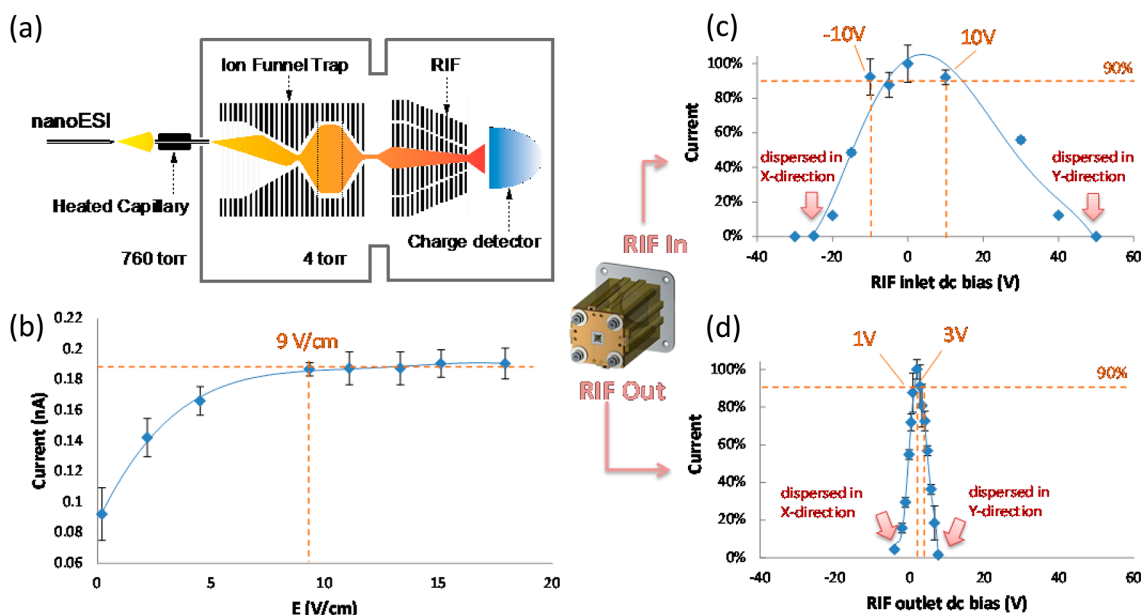 (a)
Ion Funnel Trap
RIF
nanoESI
Heated Capillary
Charge detector
760 torr
4 torr
(b)
0.22
0.2
0.18
0.16
0.14
0.12
0.1
0.08
0.06
Current (nA)
9 V/cm
0
5
10
15
20
E (V/cm)
RIF In
RIF Out
(c)
-10V
10V
90%
100%
80%
60%
40%
20%
0%
Current
dispersed in
X-direction
dispersed in
Y-direction
-40
-20
0
20
40
60
RIF inlet dc bias (V)
(d)
1V
3V
90%
100%
80%
60%
40%
20%
0%
Current
dispersed in
X-direction
dispersed in
Y-direction
-40
-20
0
20
40
60
RIF outlet dc bias (V)